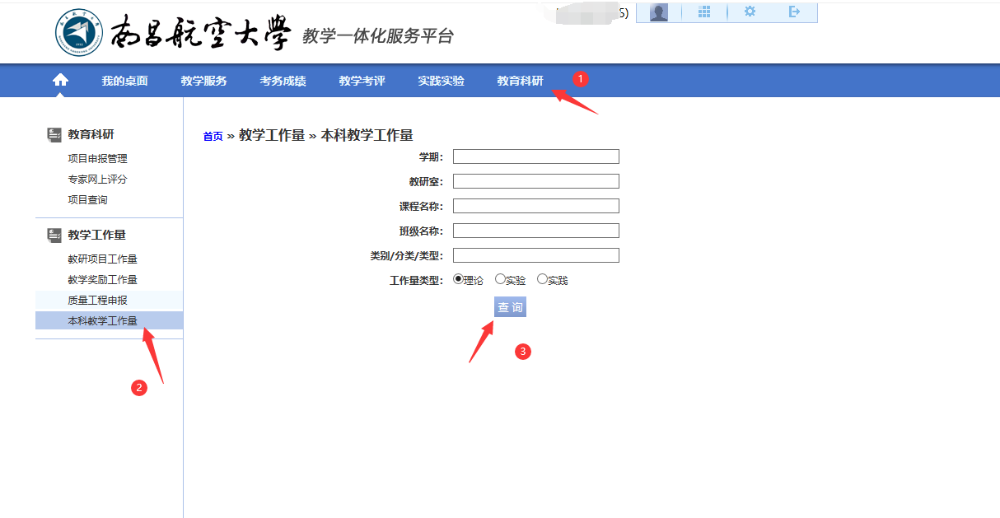 南昌航空大学 教学一体化服务平台
5)
我的桌面 教学服务 考务成绩 教学考评 实践实验 教育科研 1
教育科研
项目申报管理
专家网上评分
项目查询
教学工作量
教研项目工作量
教学奖励工作量
质量工程申报
本科教学工作量
2
首页 » 教学工作量 » 本科教学工作量
学期:
教研室:
课程名称:
班级名称:
类别/分类/类型:
工作量类型: 理论 实验 实践
查 询
3